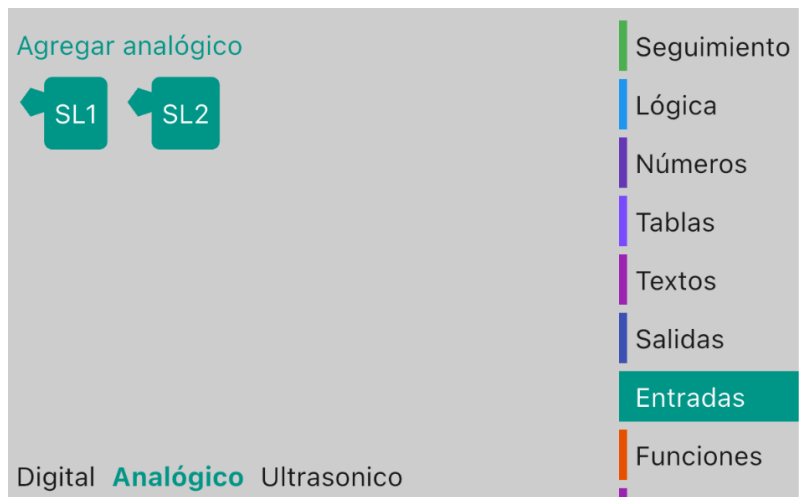 Agregar analógico
SL1 SL2
Digital Analógico Ultrasonico
Seguimiento
Lógica
Números
Tablas
Textos
Salidas
Entradas
Funciones